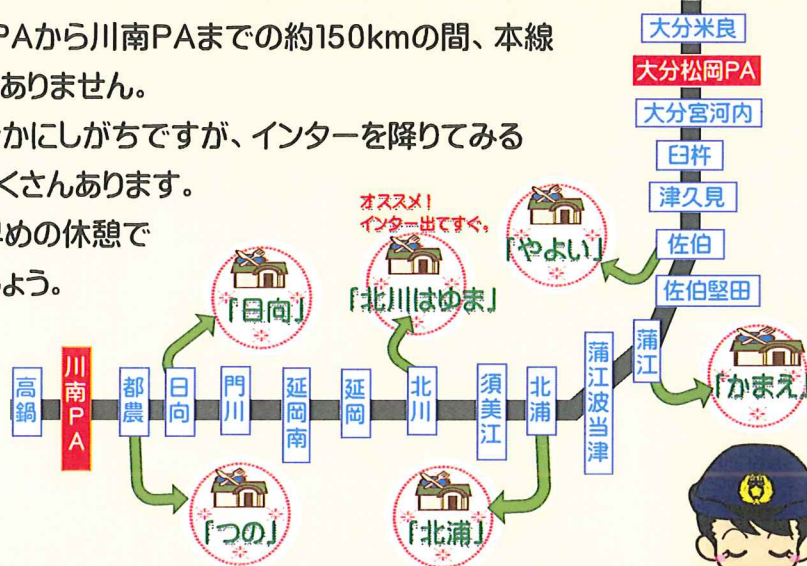 PAから川南PAまでの約150kmの間、本線
ありません。
かにしがちですが、インターを降りてみる
くさんあります。
めの休憩で
ょう。
大分米良
大分松岡PA
大分宮河内
臼杵
津久見
佐伯
佐伯堅田
蒲江
蒲江波当津
北浦
須美江
北川
延岡
延岡南
門川
日向
都農
川南PA
高鍋
オススメ!
インター出てすぐ。
「やよい」
「北川はゆま」
「日向」
「かまえ」
「つの」
「北浦」